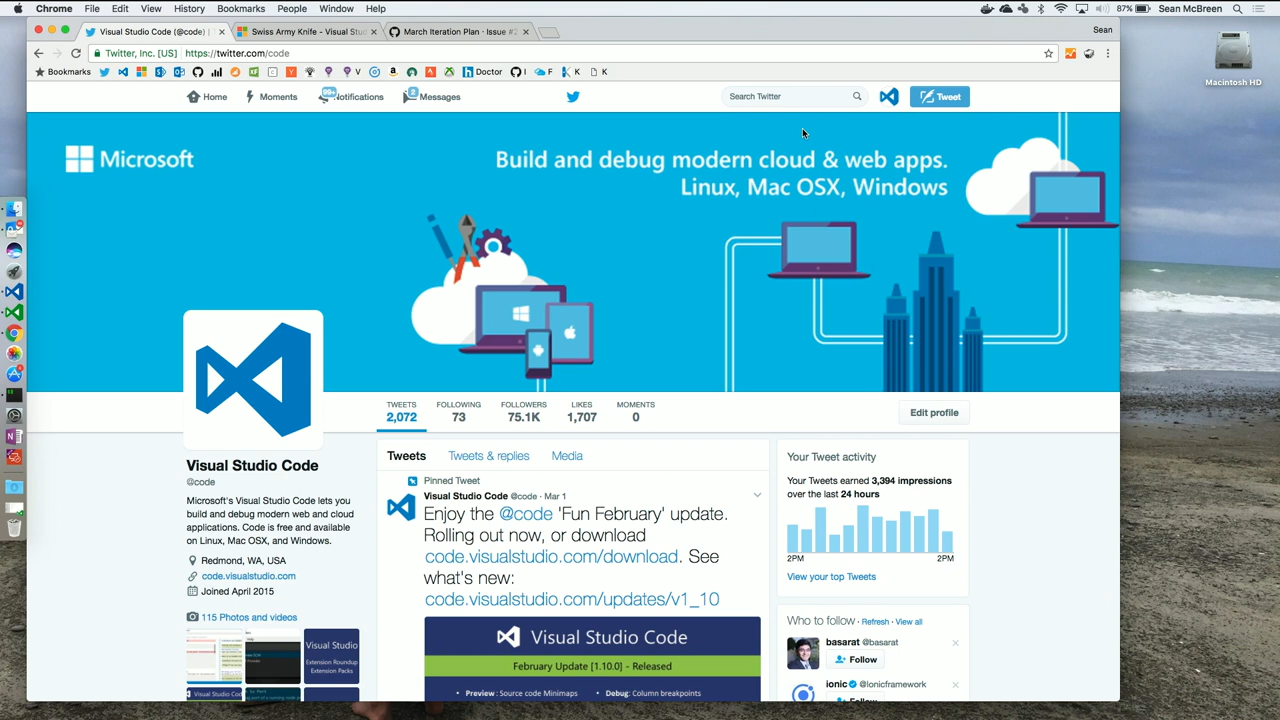 Chrome File Edit View History Bookmarks People Window Help
87% Sean McBreen
Visual Studio Code (@code)
Swiss Army Knife - Visual Stud
March Iteration Plan · Issue #2
Sean
Twitter, Inc. [US] https://twitter.com/code
Bookmarks
V
Doctor
F
K
K
Macintosh HD
Home
Moments
99+
Notifications
2
Messages
Search Twitter
Tweet
Microsoft
Build and debug modern cloud & web apps.
Linux, Mac OSX, Windows
TWEETS
2,072
FOLLOWING
73
FOLLOWERS
75.1K
LIKES
1,707
MOMENTS
0
Edit profile
Visual Studio Code
@code
Microsoft's Visual Studio Code lets you
build and debug modern web and cloud
applications. Code is free and available
on Linux, Mac OSX, and Windows.
Redmond, WA, USA
code.visualstudio.com
Joined April 2015
115 Photos and videos
Visual Studio
Extension Roundup
Extension Packs
Tweets
Tweets & replies
Media
Pinned Tweet
Visual Studio Code @code · Mar 1
Enjoy the @code 'Fun February' update.
Rolling out now, or download
code.visualstudio.com/download. See
what's new:
code.visualstudio.com/updates/v1_10
Visual Studio Code
February Update [1.10.0] - Released
• Preview: Source code Minimaps
• Debug: Column breakpoints
Your Tweet activity
Your Tweets earned 3,394 impressions
over the last 24 hours
2PM
2PM
View your top Tweets
Who to follow · Refresh · View all
basarat @basarat
Follow
ionic @Ionicframework
Follow